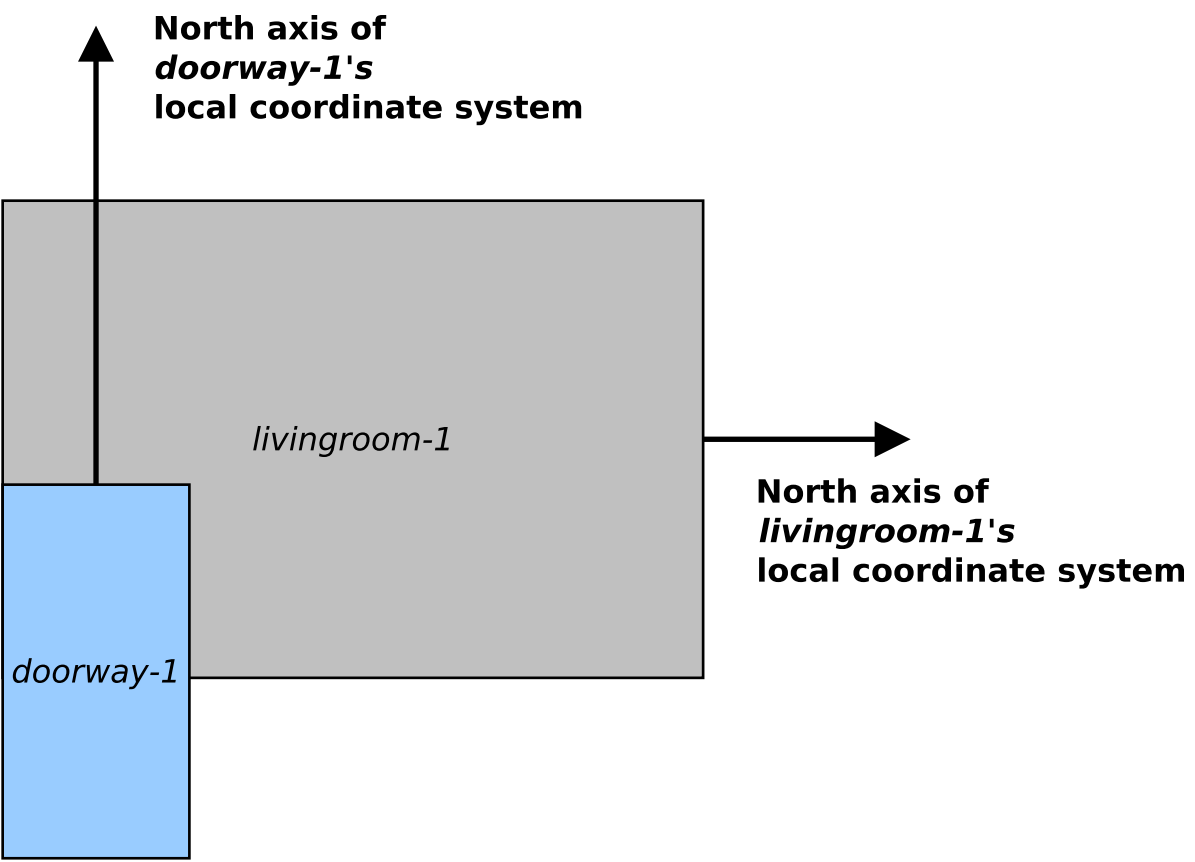 North axis of
doorway-1's
local coordinate system
livingroom-1
North axis of
livingroom-1's
local coordinate system
doorway-1